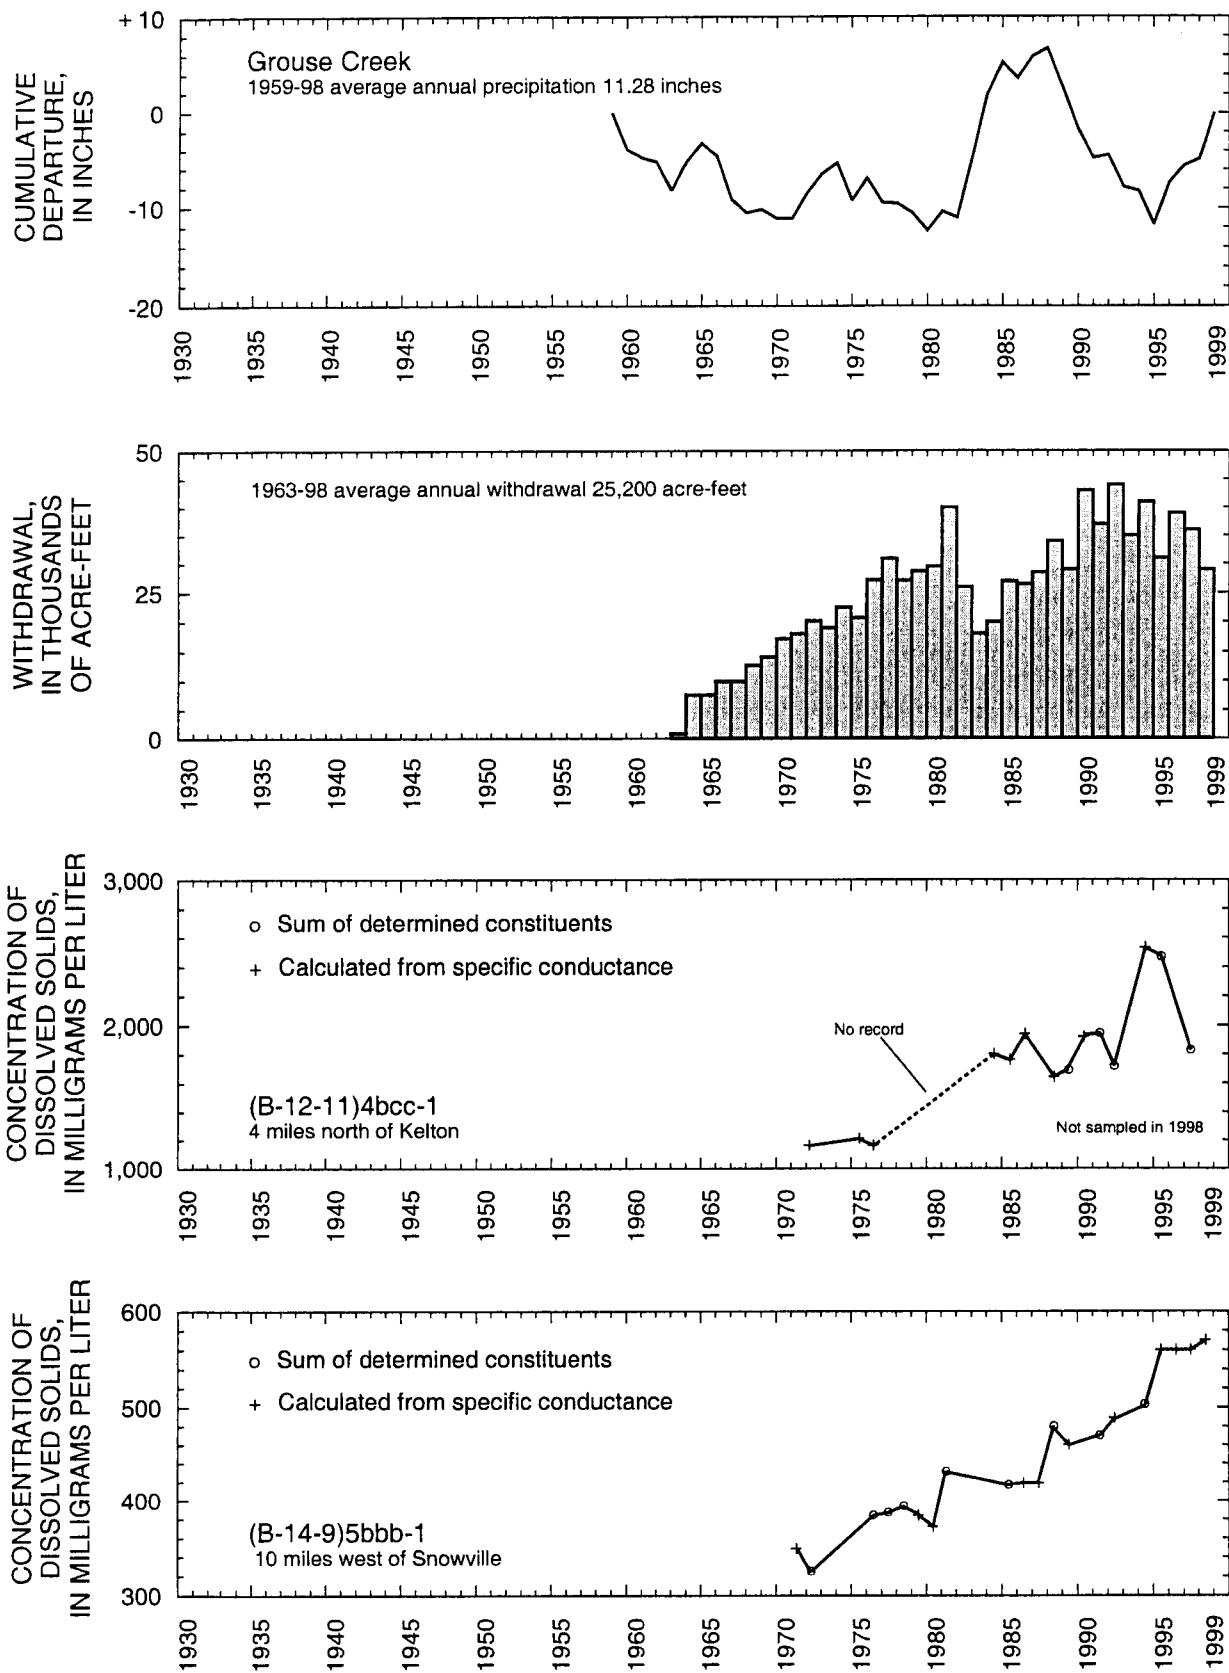 CUMULATIVE
DEPARTURE,
IN INCHES
+ 10
0
-10
-20
Grouse Creek
1959-98 average annual precipitation 11.28 inches
1930
1935
1940
1945
1950
1955
1960
1965
1970
1975
1980
1985
1990
1995
1999
WITHDRAWAL,
IN THOUSANDS
OF ACRE-FEET
50
25
0
1963-98 average annual withdrawal 25,200 acre-feet
1930
1935
1940
1945
1950
1955
1960
1965
1970
1975
1980
1985
1990
1995
1999
CONCENTRATION OF
DISSOLVED SOLIDS,
IN MILLIGRAMS PER LITER
3,000
2,000
1,000
o Sum of determined constituents
+ Calculated from specific conductance
No record
(B-12-11)4bcc-1
4 miles north of Kelton
Not sampled in 1998
1930
1935
1940
1945
1950
1955
1960
1965
1970
1975
1980
1985
1990
1995
1999
CONCENTRATION OF
DISSOLVED SOLIDS,
IN MILLIGRAMS PER LITER
600
500
400
300
o Sum of determined constituents
+ Calculated from specific conductance
(B-14-9)5bbb-1
10 miles west of Snowville
1930
1935
1940
1945
1950
1955
1960
1965
1970
1975
1980
1985
1990
1995
1999